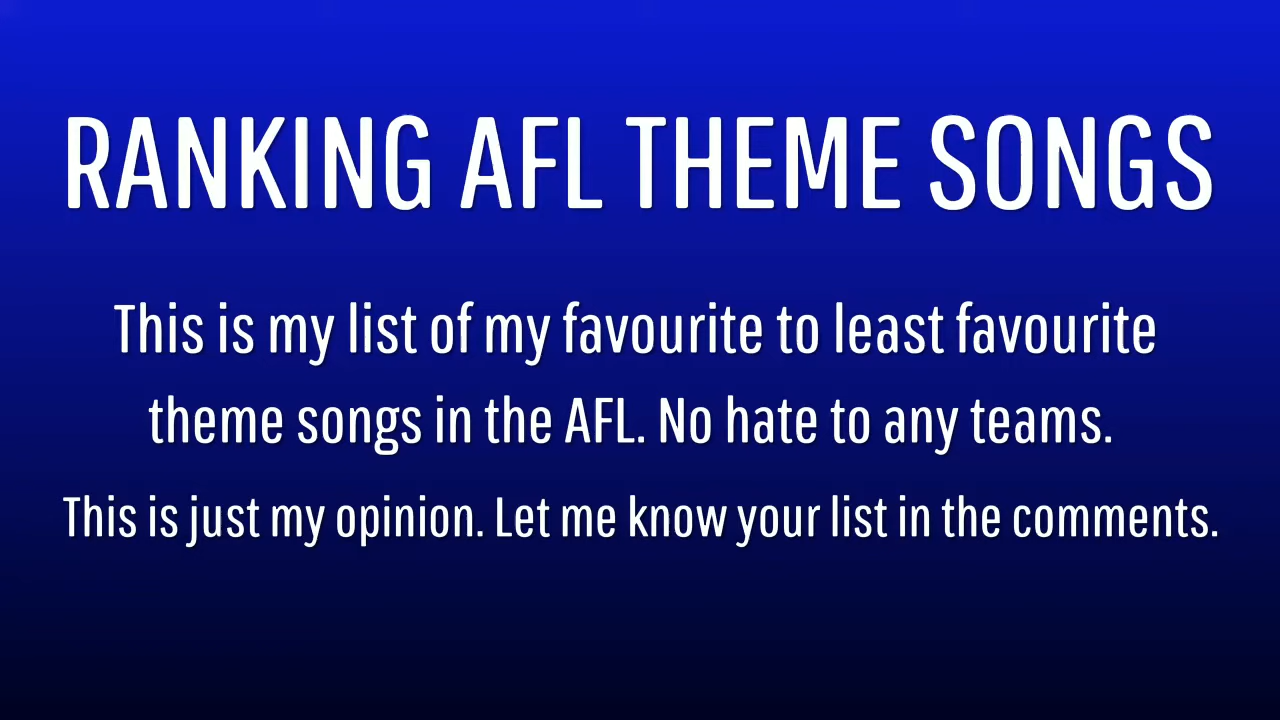 RANKING AFL THEME SONGS
This is my list of my favourite to least favourite
theme songs in the AFL. No hate to any teams.
This is just my opinion. Let me know your list in the comments.